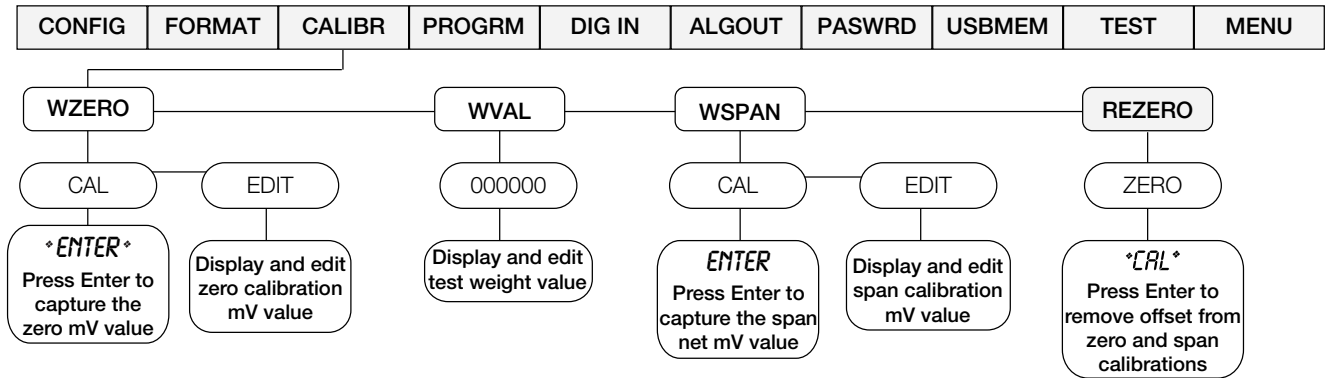 CONFIG FORMAT CALIBR PROGRM DIG IN ALGOUT PASWRD USBMEM TEST MENU
WZERO WVAL WSPAN REZERO
CAL EDIT 000000 CAL EDIT ZERO
*ENTER*
Press Enter to
capture the
zero mV value
Display and edit
zero calibration
mV value
Display and edit
test weight value
ENTER
Press Enter to
capture the span
net mV value
Display and edit
span calibration
mV value
*CAL*
Press Enter to
remove offset from
zero and span
calibrations